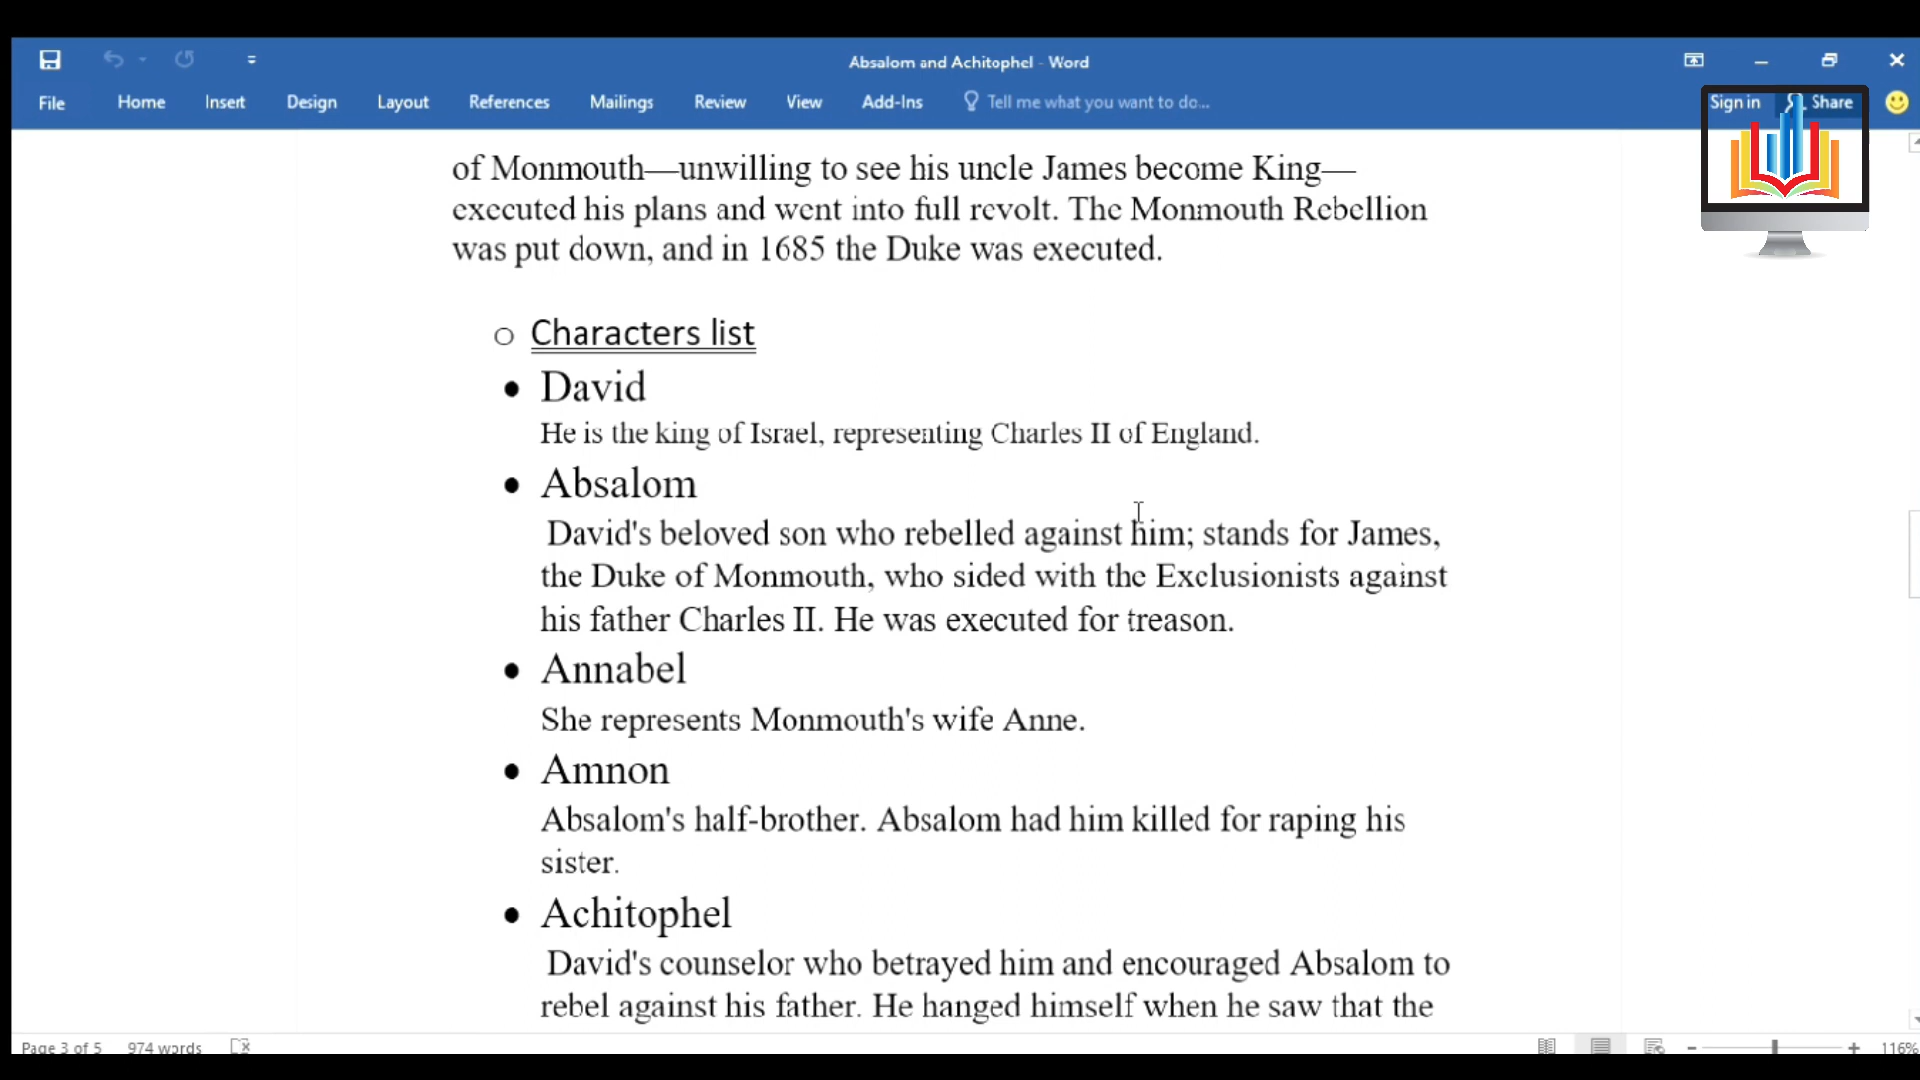 Absalom and Achitophel - Word
File Home Insert Design Layout References Mailings Review View Add-Ins Tell me what you want to do... Sign in Share
of Monmouth—unwilling to see his uncle James become King—
executed his plans and went into full revolt. The Monmouth Rebellion
was put down, and in 1685 the Duke was executed.
Characters list
David
He is the king of Israel, representing Charles II of England.
Absalom
David's beloved son who rebelled against him; stands for James,
the Duke of Monmouth, who sided with the Exclusionists against
his father Charles II. He was executed for treason.
Annabel
She represents Monmouth's wife Anne.
Amnon
Absalom's half-brother. Absalom had him killed for raping his
sister.
Achitophel
David's counselor who betrayed him and encouraged Absalom to
rebel against his father. He hanged himself when he saw that the
Page 3 of 5 974 words 116%